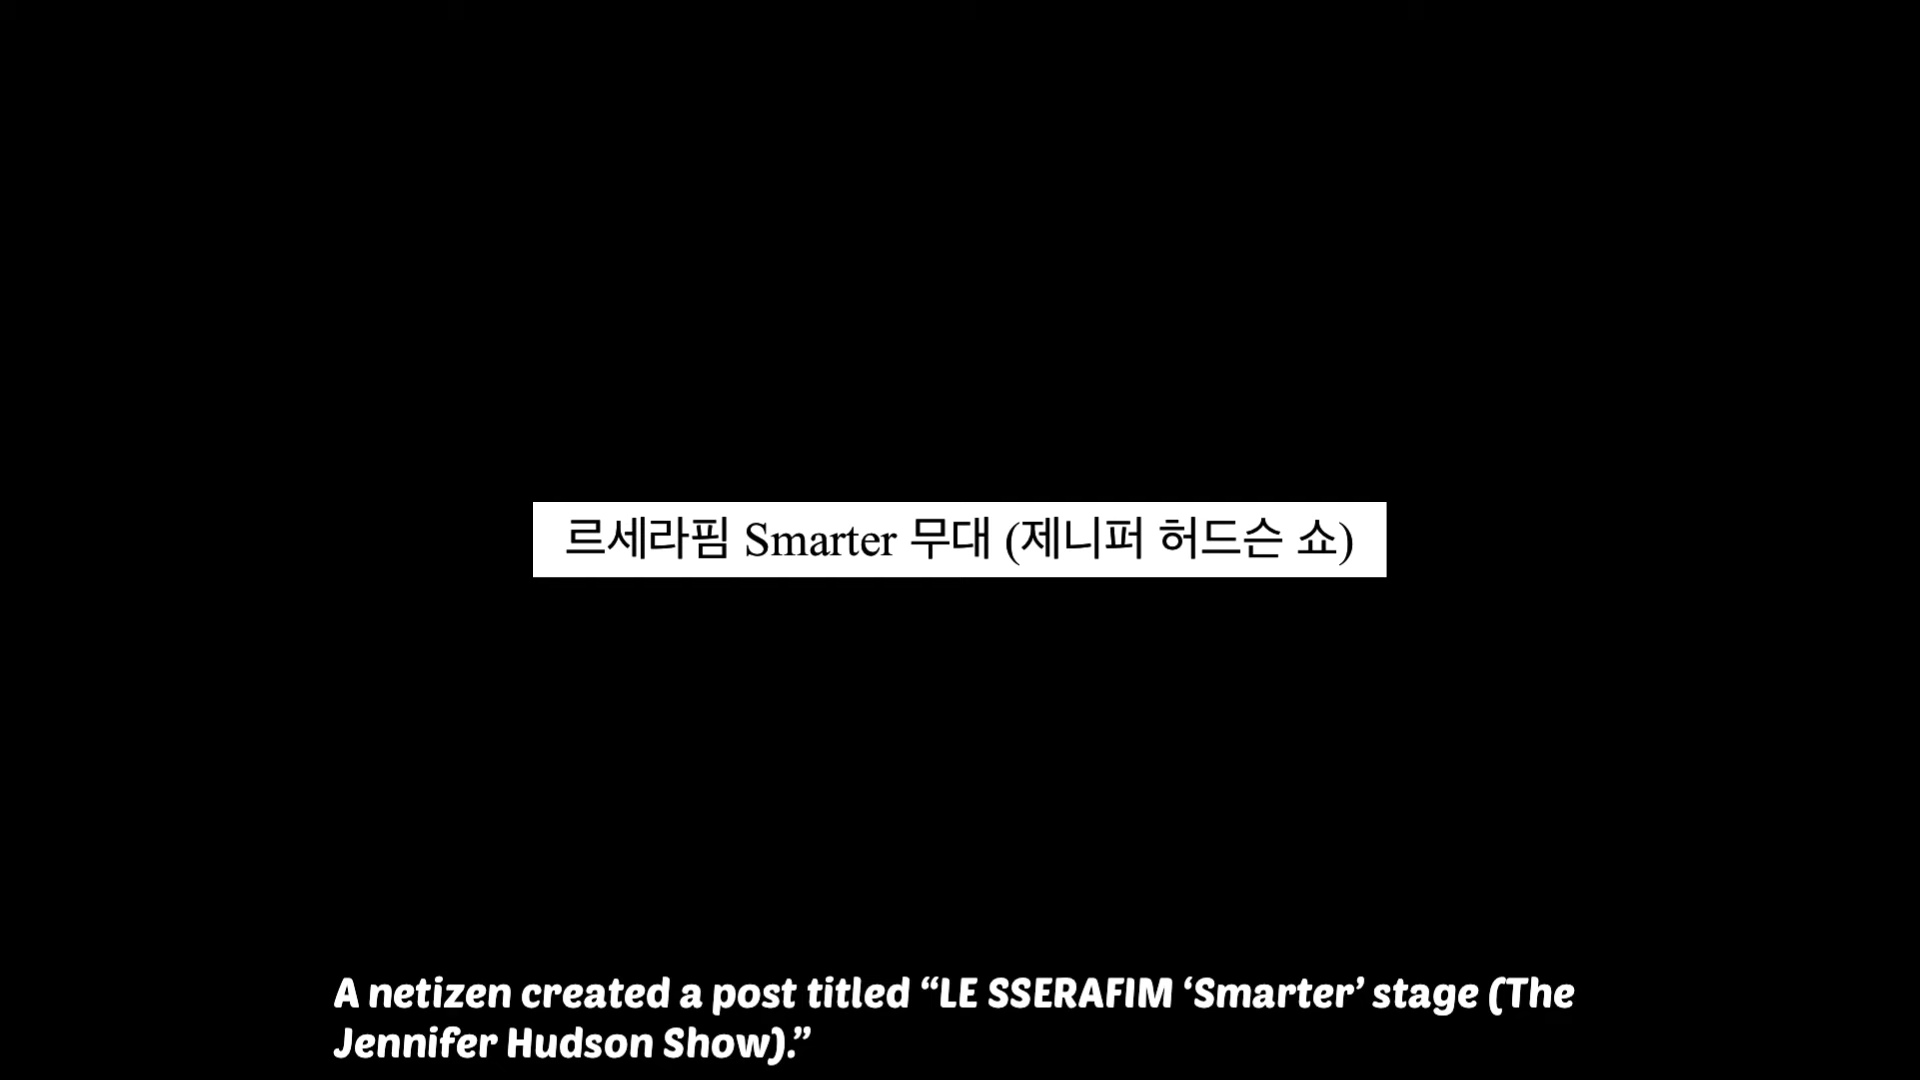 르세라핌 Smarter 무대 (제니퍼 허드슨 쇼)
A netizen created a post titled “LE SSERAFIM ‘Smarter’ stage (The
Jennifer Hudson Show).”